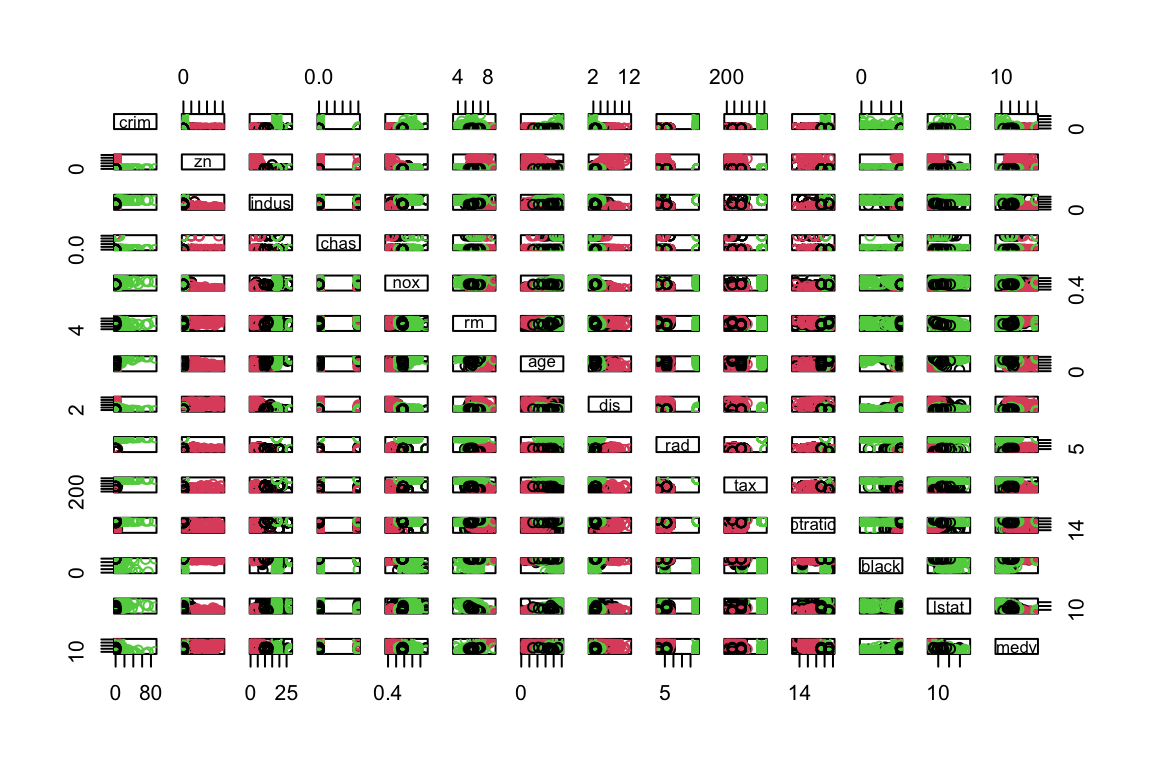 0 0.0 4 8 2 12 200 0 10
crim 0
0 zn
indus 0
0.0 chas
nox 0.4
4 rm
age 0
2 dis
rad 5
200 tax
ptratio 14
0 black
lstat 10
10 medv
0 80 0 25 0.4 0 5 14 10